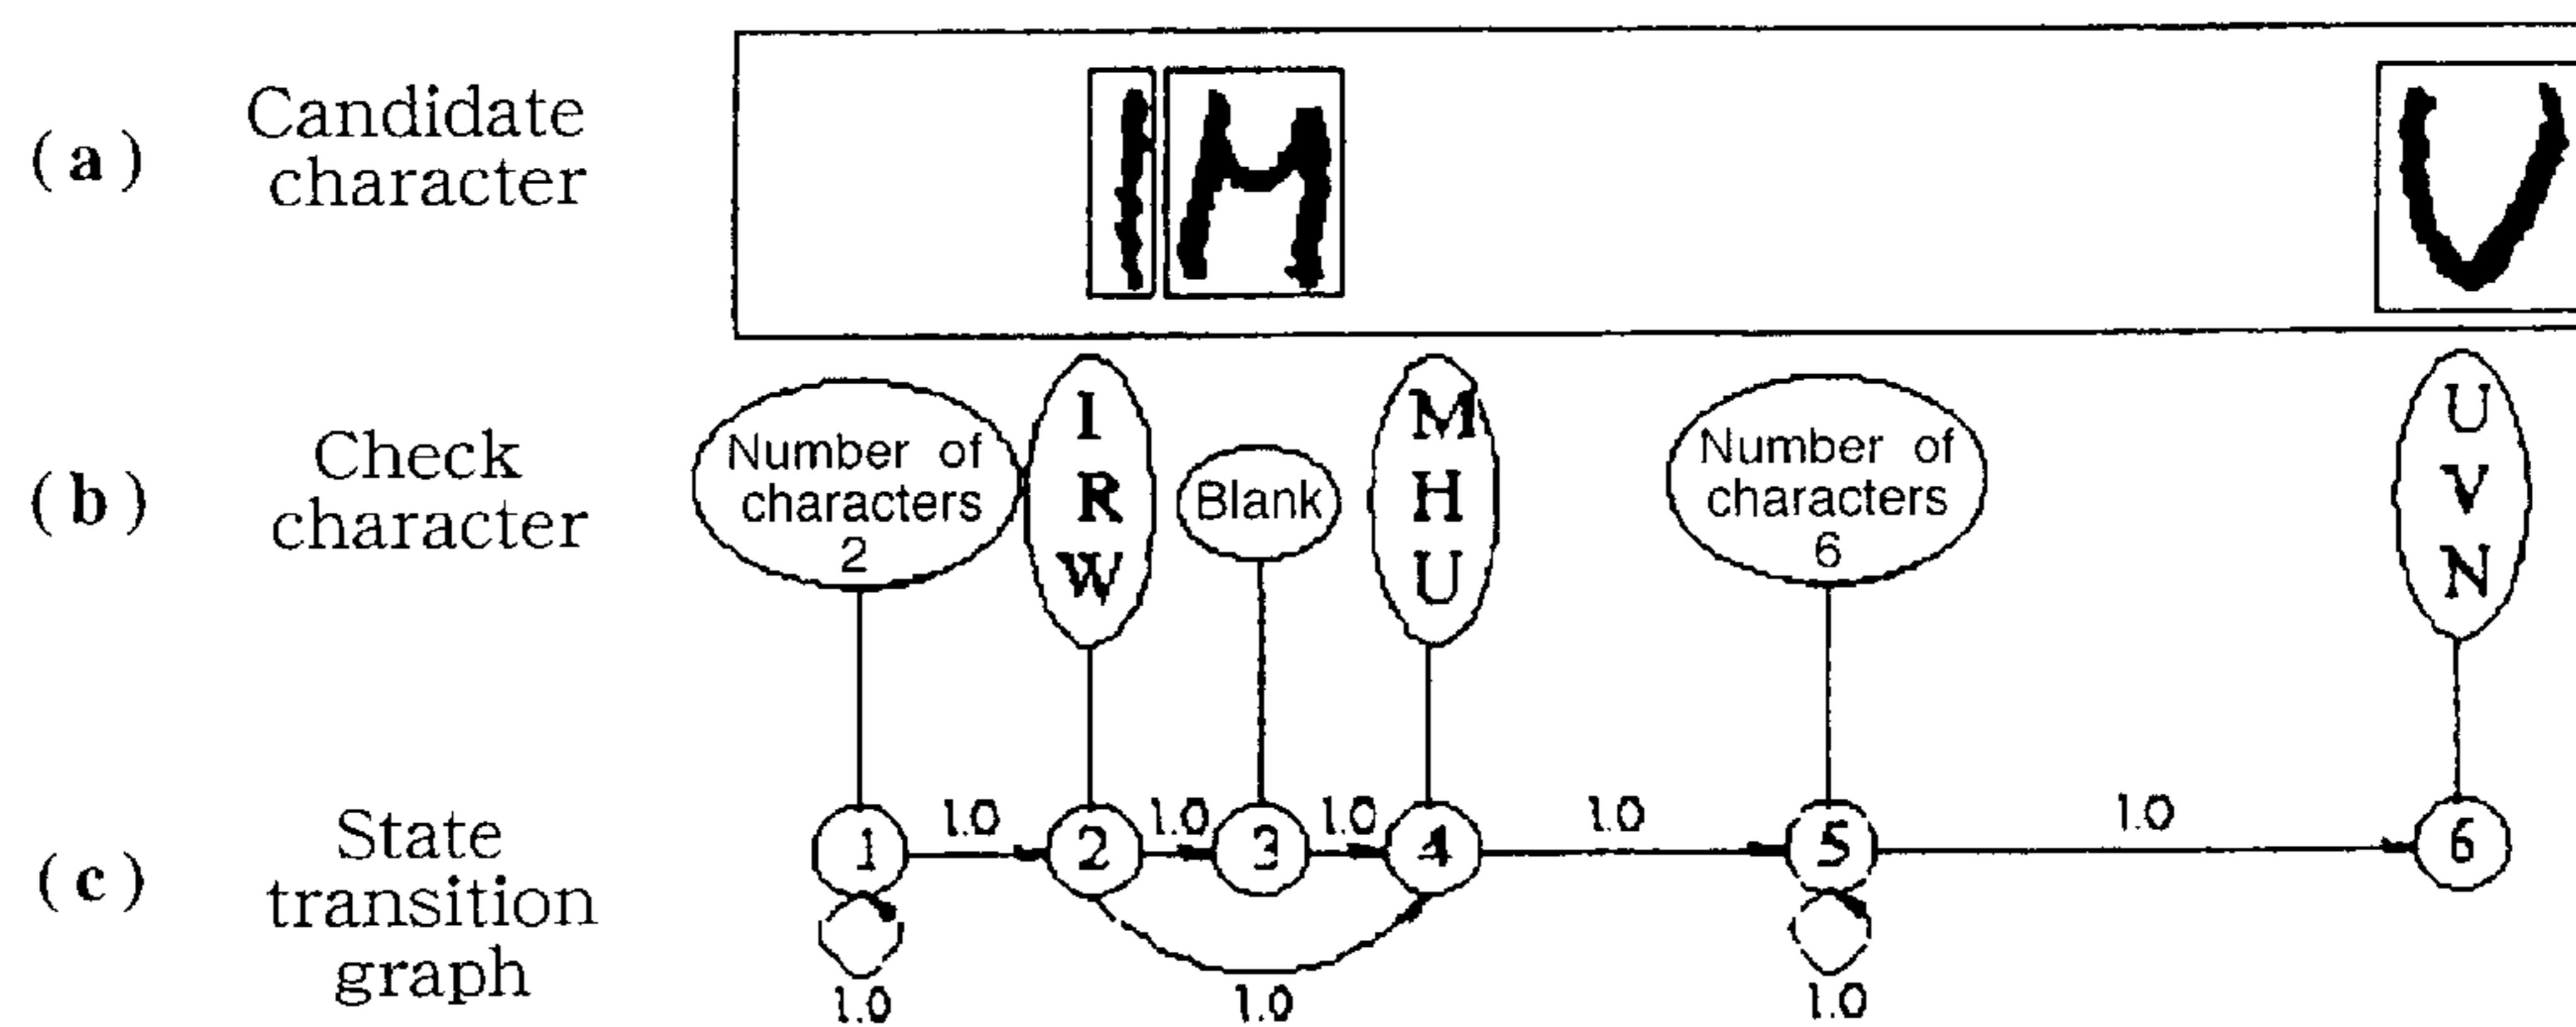 (a) Candidate character
I M V
(b) Check character
Number of characters 2
I R W
Blank
M H U
Number of characters 6
U V N
(c) State transition graph
1 1.0 2 1.0 3 1.0 4 1.0 5 1.0 6
1.0 1.0 1.0